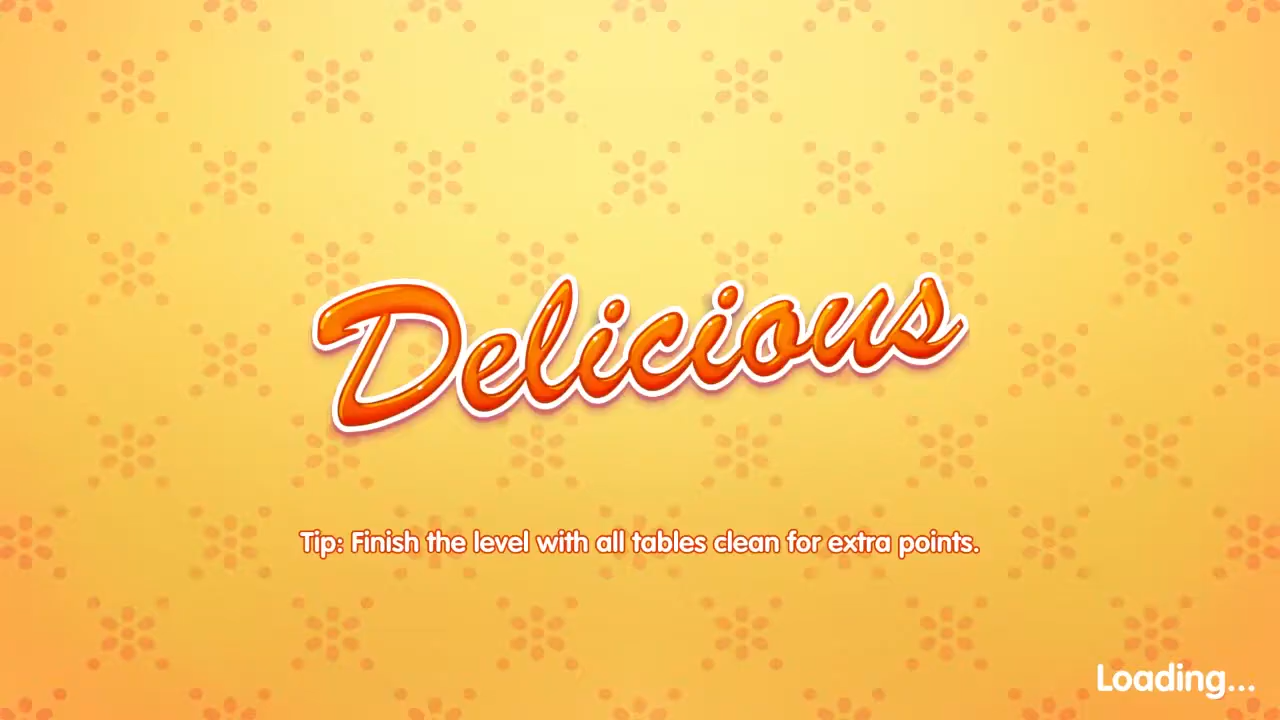 Delicious
Tip: Finish the level with all tables clean for extra points.
Loading...